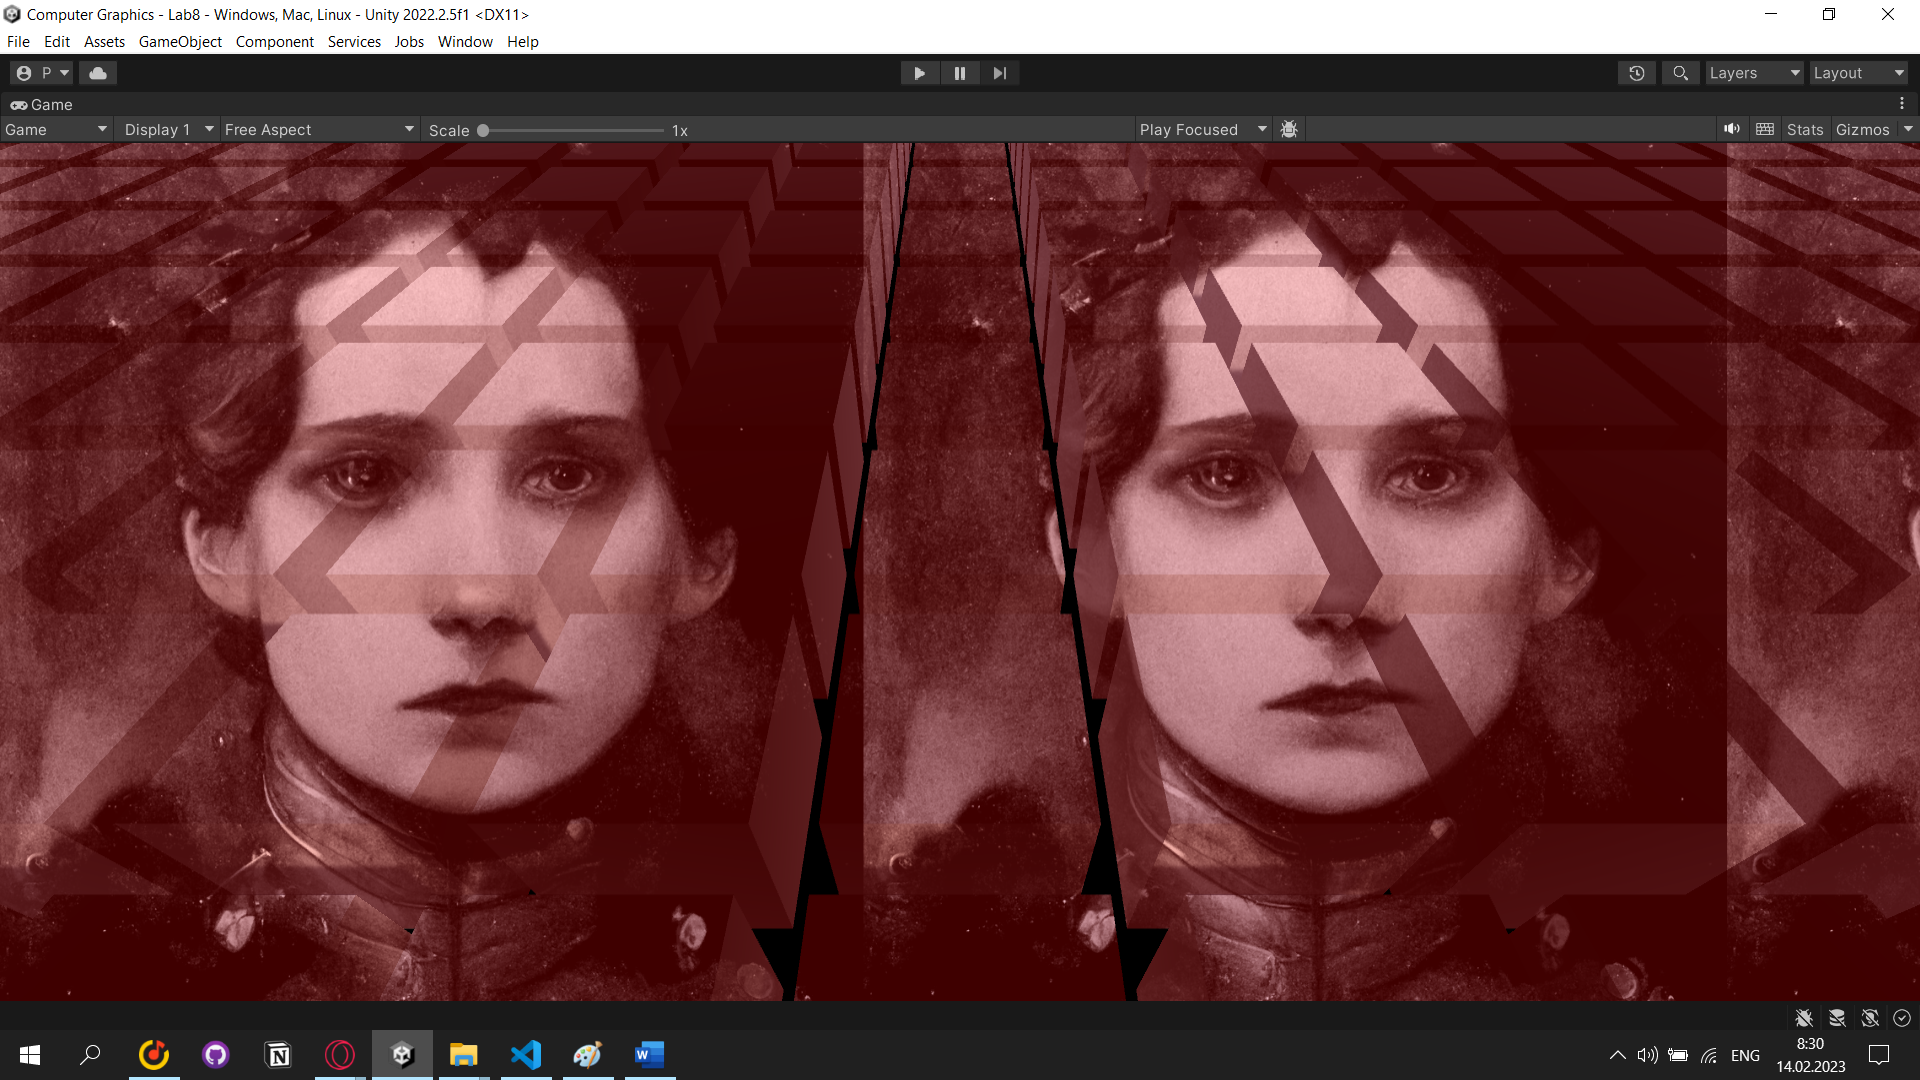 Computer Graphics - Lab8 - Windows, Mac, Linux - Unity 2022.2.5f1 <DX11>
File Edit Assets GameObject Component Services Jobs Window Help
P Layers Layout
Game
Game Display 1 Free Aspect Scale 1x Play Focused Stats Gizmos
N W ENG 8:30
14.02.2023